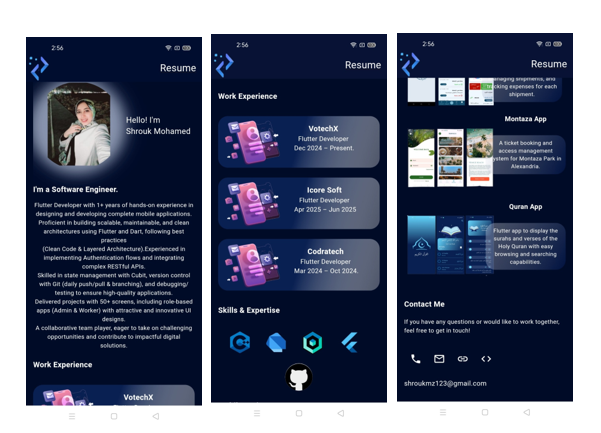 2:56
Resume
Hello! I'm
Shrouk Mohamed
I'm a Software Engineer.
Flutter Developer with 1+ years of hands-on experience in
designing and developing complete mobile applications.
Proficient in building scalable, maintainable, and clean
architectures using Flutter and Dart, following best
practices
(Clean Code & Layered Architecture).Experienced in
implementing Authentication flows and integrating
complex RESTful APIs.
Skilled in state management with Cubit, version control
with Git (daily push/pull & branching), and debugging/
testing to ensure high-quality applications.
Delivered projects with 50+ screens, including role-based
apps (Admin & Worker) with attractive and innovative UI
designs.
A collaborative team player, eager to take on challenging
opportunities and contribute to impactful digital
solutions.
Work Experience
VotechX
2:56
Resume
Work Experience
VotechX
Flutter Developer
Dec 2024 – Present.
Icore Soft
Flutter Developer
Apr 2025 – Jun 2025
Codratech
Flutter Developer
Mar 2024 – Oct 2024.
Skills & Expertise
2:56
Resume
shipments, and
tracking expenses for each
shipment.
Montaza App
A ticket booking and
access management
system for Montaza Park in
Alexandria.
Quran App
Flutter app to display the
surahs and verses of the
Holy Quran with easy
browsing and searching
capabilities.
Contact Me
If you have any questions or would like to work together,
feel free to get in touch!
shroukmz123@gmail.com